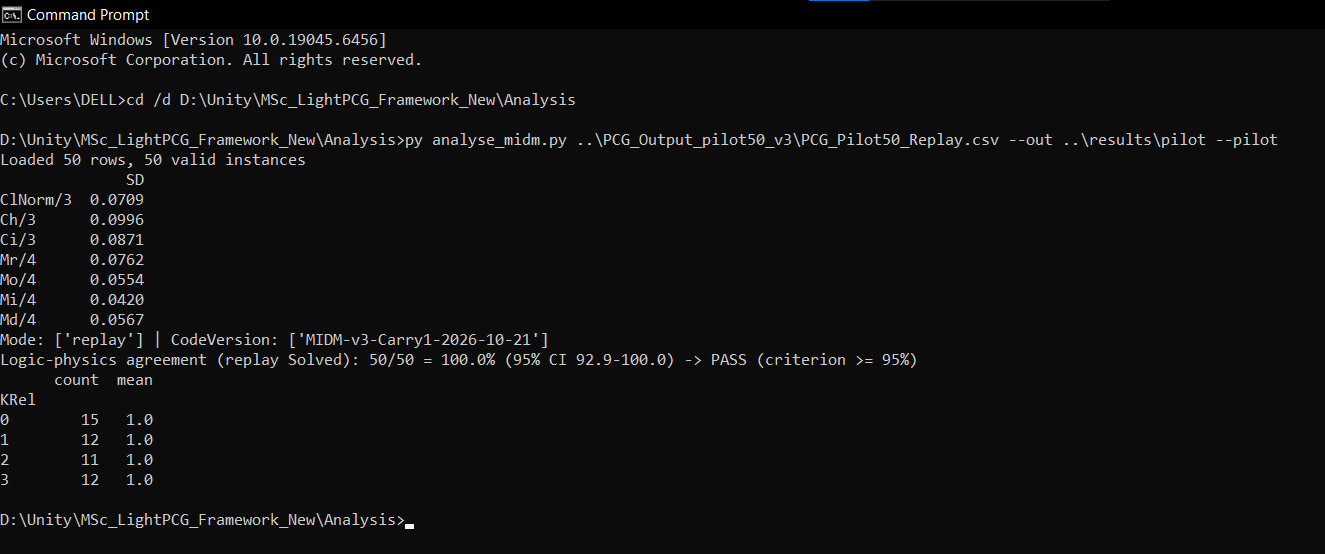 Command Prompt
Microsoft Windows [Version 10.0.19045.6456]
(c) Microsoft Corporation. All rights reserved.
C:\Users\DELL>cd /d D:\Unity\MSc_LightPCG_Framework_New\Analysis
D:\Unity\MSc_LightPCG_Framework_New\Analysis>py analyse_midm.py ..\PCG_Output_pilot50_v3\PCG_Pilot50_Replay.csv --out ..\results\pilot --pilot
Loaded 50 rows, 50 valid instances
SD
ClNorm/3 0.0709
Ch/3 0.0996
Ci/3 0.0871
Mr/4 0.0762
Mo/4 0.0554
Mi/4 0.0420
Md/4 0.0567
Mode: ['replay'] | CodeVersion: ['MIDM-v3-Carry1-2026-10-21']
Logic-physics agreement (replay Solved): 50/50 = 100.0% (95% CI 92.9-100.0) -> PASS (criterion >= 95%)
count mean
KRel
0 15 1.0
1 12 1.0
2 11 1.0
3 12 1.0
D:\Unity\MSc_LightPCG_Framework_New\Analysis>